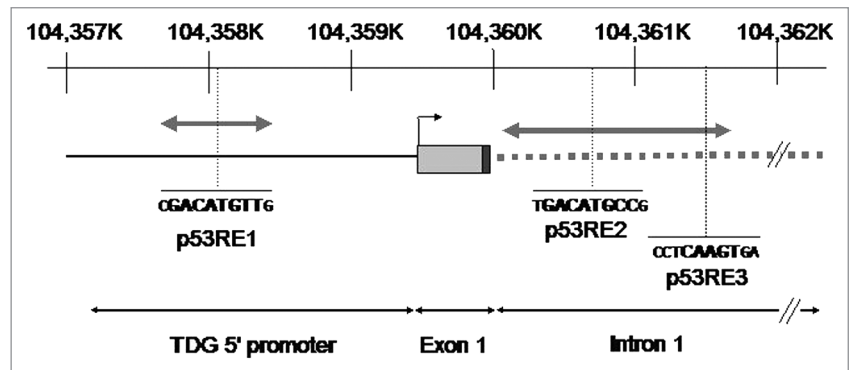 104,357K 104,358K 104,359K 104,360K 104,361K 104,362K
CGACATGTTG
p53RE1
TGACATGCCG
p53RE2
CCTCAAGTGA
p53RE3
TDG 5' promoter Exon 1 Intron 1